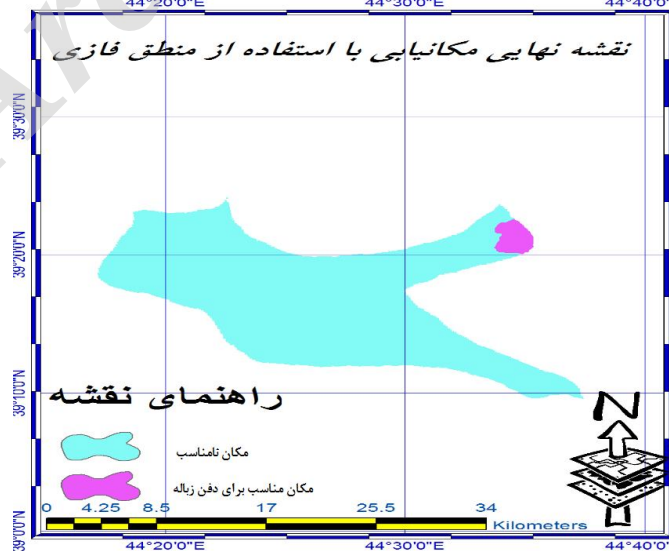 44°20'0"E 44°30'0"E 44°40'0"E
نقشه نهایی مکانیابی با استفاده از منطق فازی
39°30'0"N
39°20'0"N
39°10'0"N
39°0'0"N
راهنمای نقشه
مکان نامناسب
مکان مناسب برای دفن زباله
N
0 4.25 8.5 17 25.5 34
Kilometers
44°20'0"E 44°30'0"E 44°40'0"E